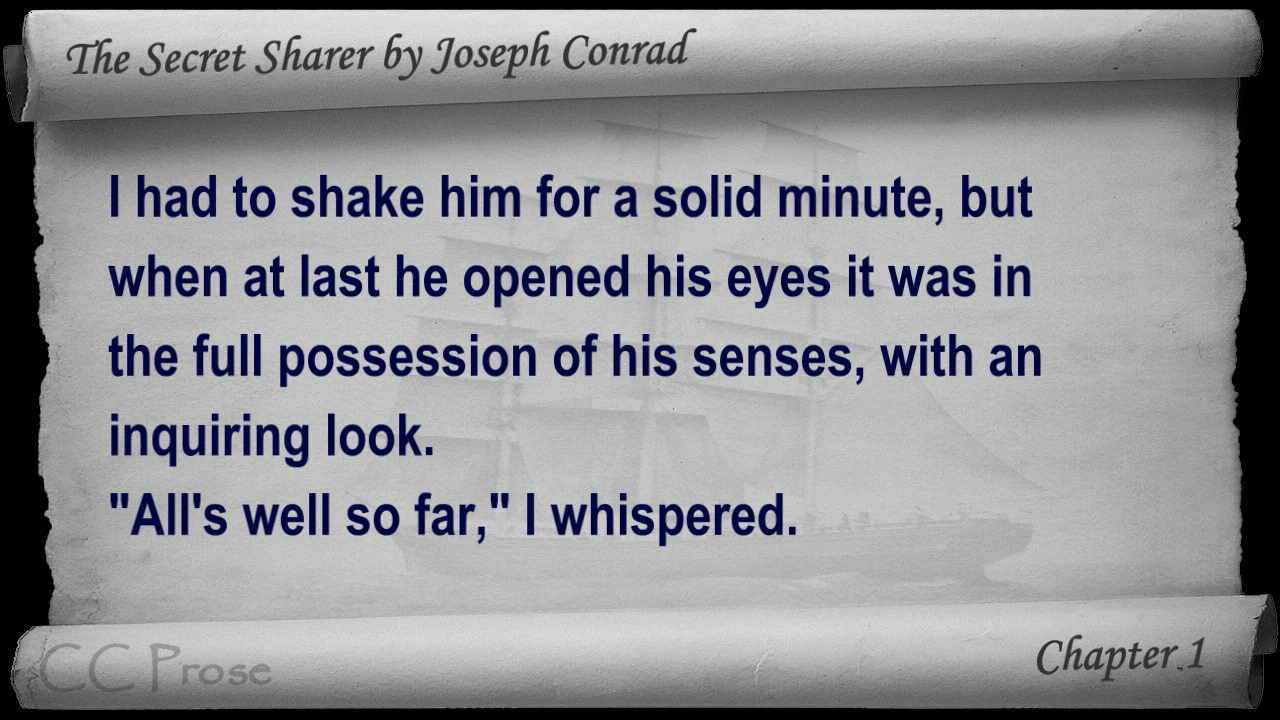 The Secret Sharer by Joseph Conrad
I had to shake him for a solid minute, but
when at last he opened his eyes it was in
the full possession of his senses, with an
inquiring look.
"All's well so far," I whispered.
CC Prose
Chapter 1